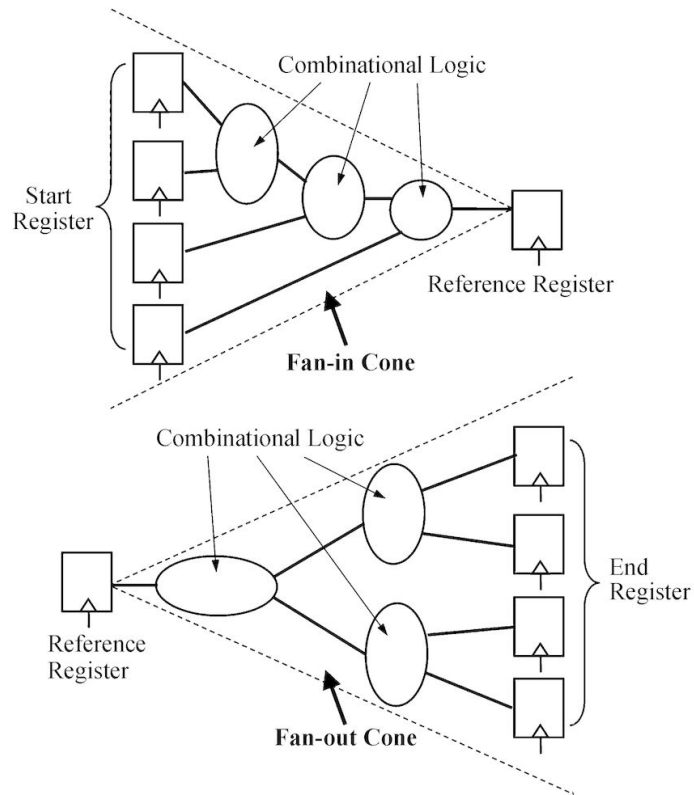 Combinational Logic
Start
Register
Reference Register
Fan-in Cone
Combinational Logic
End
Register
Reference
Register
Fan-out Cone